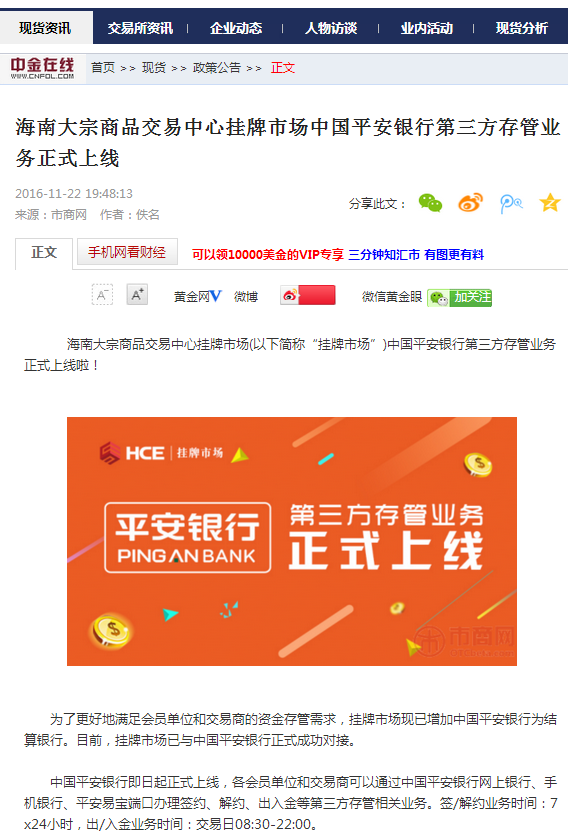 现货资讯 交易所资讯 企业动态 人物访谈 业内活动 现货分析
中金在线
WWW.CNFOL.COM
首页 >> 现货 >> 政策公告 >> 正文
海南大宗商品交易中心挂牌市场中国平安银行第三方存管业
务正式上线
2016-11-22 19:48:13
来源：市商网 作者：佚名
分享此文：
正文 手机网看财经 可以领10000美金的VIP专享 三分钟知汇市 有图更有料
A- A+ 黄金网V 微博 微信黄金眼 加关注
海南大宗商品交易中心挂牌市场(以下简称“挂牌市场”)中国平安银行第三方存管业务
正式上线啦！
HCE 挂牌市场
平安银行
PING AN BANK
第三方存管业务
正式上线
市商网
为了更好地满足会员单位和交易商的资金存管需求，挂牌市场现已增加中国平安银行为结
算银行。目前，挂牌市场已与中国平安银行正式成功对接。
中国平安银行即日起正式上线，各会员单位和交易商可以通过中国平安银行网上银行、手
机银行、平安易宝端口办理签约、解约、出入金等第三方存管相关业务。签/解约业务时间：7
x24小时，出/入金业务时间：交易日08:30-22:00。